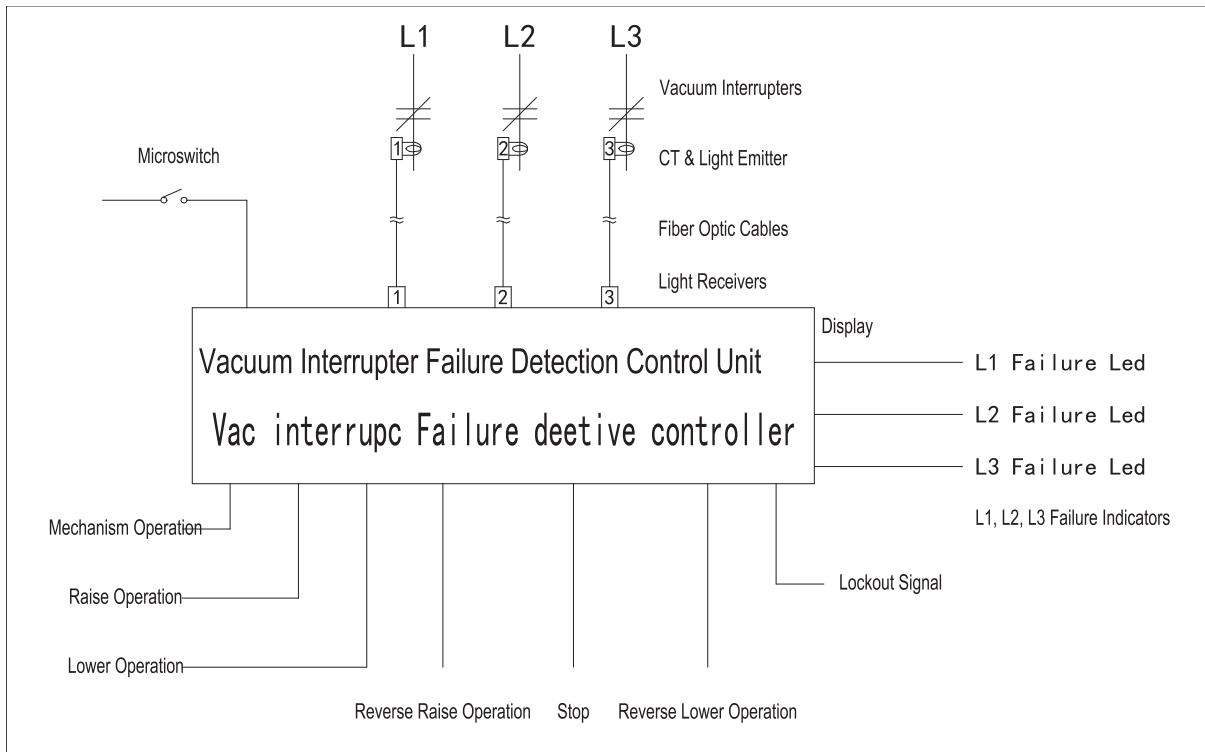 L1 L2 L3
Vacuum Interrupters
Microswitch
1 2 3
CT & Light Emitter
Fiber Optic Cables
Light Receivers
1 2 3
Display
Vacuum Interrupter Failure Detection Control Unit
L1 Failure Led
Vac interrupc Failure deetive controller
L2 Failure Led
L3 Failure Led
L1, L2, L3 Failure Indicators
Mechanism Operation
Lockout Signal
Raise Operation
Lower Operation
Reverse Raise Operation Stop Reverse Lower Operation